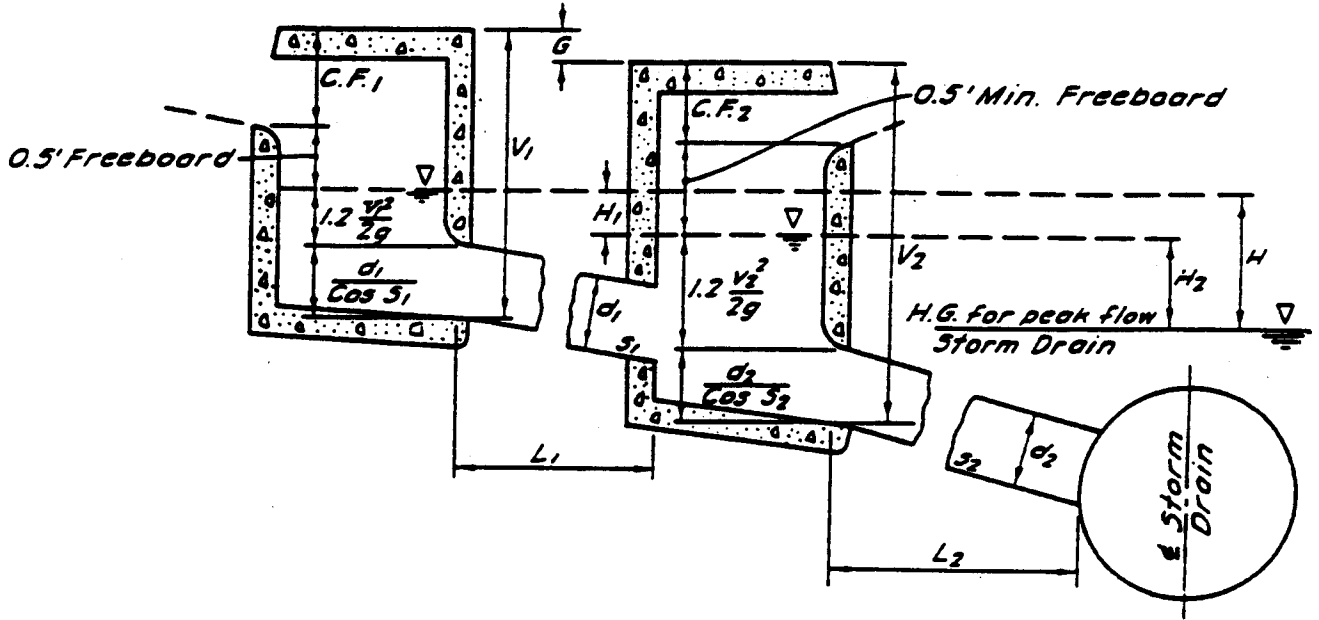 G
C.F.1
0.5' Min. Freeboard
C.F.2
V1
0.5' Freeboard
H1
1.2 v1²/2g
V2
H
H2
d1/Cos S1
1.2 v2²/2g
d1
H.G. for peak flow
Storm Drain
s1
d2/Cos S2
L1
d2
s2
℄ Storm
Drain
L2